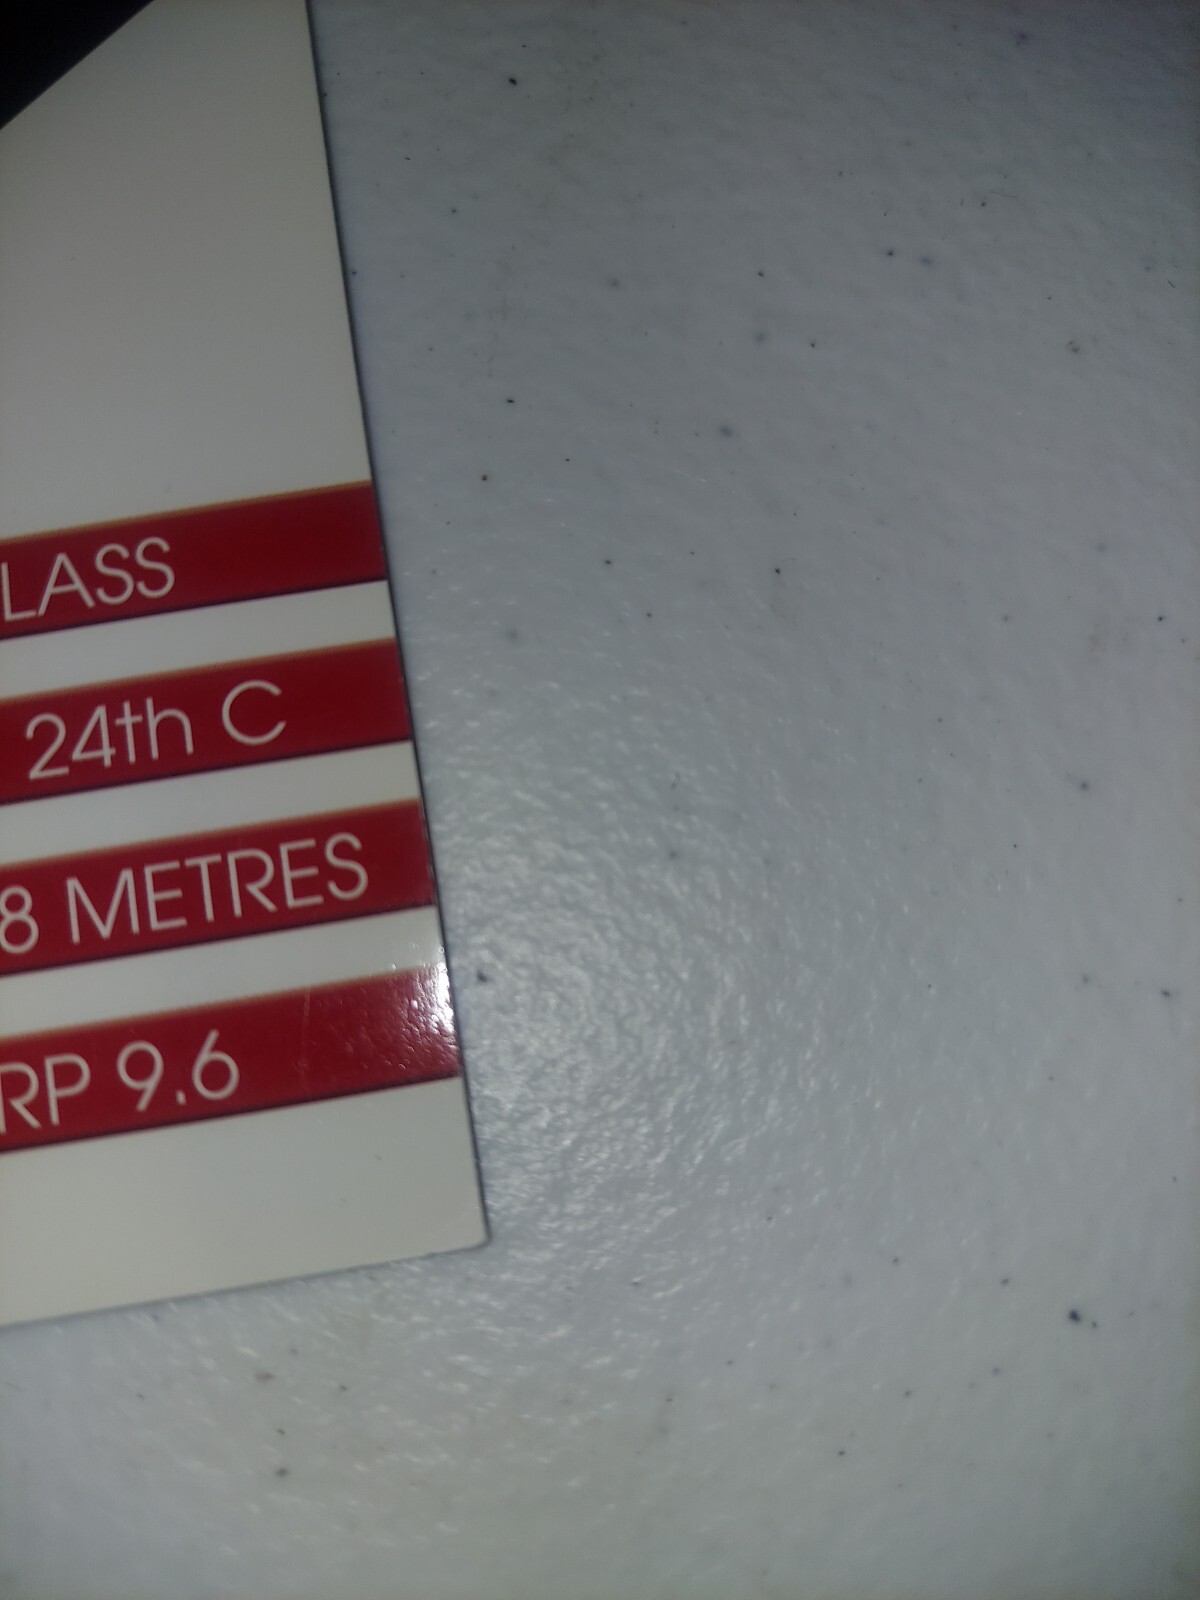 LASS
24th C
8 METRES
RP 9.6